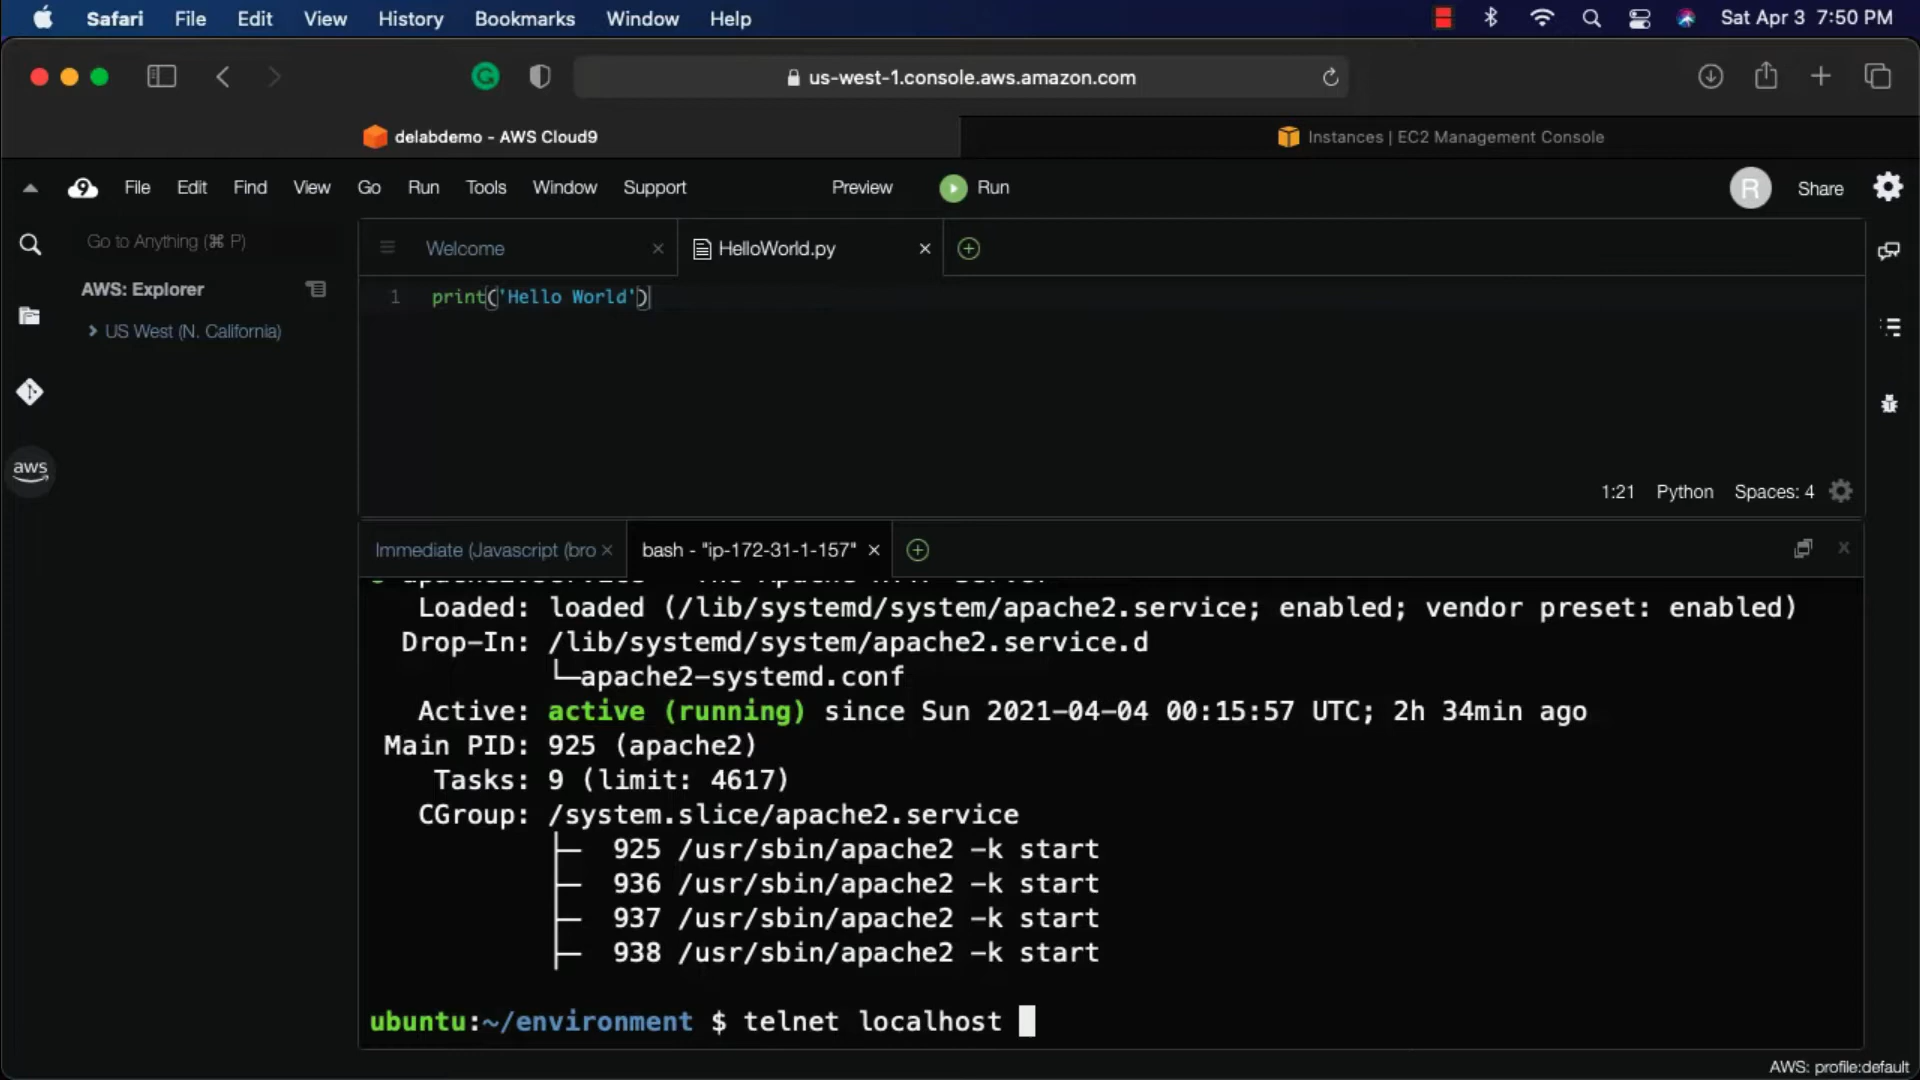 Safari File Edit View History Bookmarks Window Help Sat Apr 3 7:50 PM
us-west-1.console.aws.amazon.com
delabdemo - AWS Cloud9 Instances | EC2 Management Console
File Edit Find View Go Run Tools Window Support Preview Run R Share
Go to Anything (⌘ P)
Welcome HelloWorld.py
AWS: Explorer
1 print('Hello World')
US West (N. California)
aws
1:21 Python Spaces: 4
Immediate (Javascript (bro bash - "ip-172-31-1-157"
Loaded: loaded (/lib/systemd/system/apache2.service; enabled; vendor preset: enabled)
Drop-In: /lib/systemd/system/apache2.service.d
└─apache2-systemd.conf
Active: active (running) since Sun 2021-04-04 00:15:57 UTC; 2h 34min ago
Main PID: 925 (apache2)
Tasks: 9 (limit: 4617)
CGroup: /system.slice/apache2.service
├─ 925 /usr/sbin/apache2 -k start
├─ 936 /usr/sbin/apache2 -k start
├─ 937 /usr/sbin/apache2 -k start
├─ 938 /usr/sbin/apache2 -k start
ubuntu:~/environment $ telnet localhost
AWS: profile:default